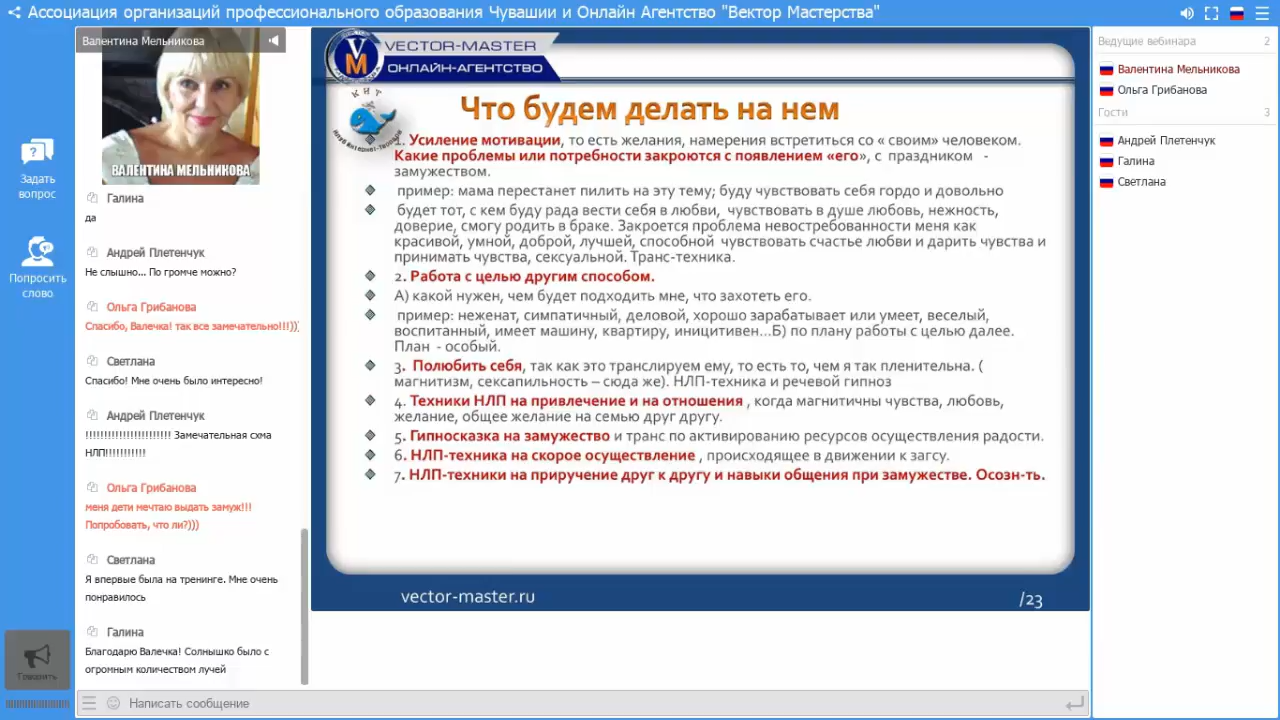 Ассоциация организаций профессионального образования Чувашии и Онлайн Агентство "Вектор Мастерства"
Задать
вопрос
Попросить
слово
Говорить
Валентина Мельникова
ВАЛЕНТИНА МЕЛЬНИКОВА
Галина
да
Андрей Плетенчук
Не слышно... По громче можно?
Ольга Грибанова
Спасибо, Валечка! так все замечательно!!!)))
Светлана
Спасибо! Мне очень было интересно!
Андрей Плетенчук
!!!!!!!!!!!!!!!!!!!!!!! Замечательная схма
НЛП!!!!!!!!!!!
Ольга Грибанова
меня дети мечтаю выдать замуж!!!
Попробовать, что ли?)))
Светлана
Я впервые была на тренинге. Мне очень
понравилось
Галина
Благодарю Валечка! Солнышко было с
огромным количеством лучей
Написать сообщение
VM
VECTOR-MASTER
ОНЛАЙН-АГЕНТСТВО
КИТ
Что будем делать на нем
1. Усиление мотивации, то есть желания, намерения встретиться со « своим» человеком.
Какие проблемы или потребности закроются с появлением «его», с праздником -
замужеством.
пример: мама перестанет пилить на эту тему; буду чувствовать себя гордо и довольно
будет тот, с кем буду рада вести себя в любви, чувствовать в душе любовь, нежность,
доверие, смогу родить в браке. Закроется проблема невостребованности меня как
красивой, умной, доброй, лучшей, способной чувствовать счастье любви и дарить чувства и
принимать чувства, сексуальной. Транс-техника.
2. Работа с целью другим способом.
А) какой нужен, чем будет подходить мне, что захотеть его.
пример: неженат, симпатичный, деловой, хорошо зарабатывает или умеет, веселый,
воспитанный, имеет машину, квартиру, иницитивен...Б) по плану работы с целью далее.
План - особый.
3. Полюбить себя, так как это транслируем ему, то есть то, чем я так пленительна. (
магнитизм, сексапильность – сюда же). НЛП-техника и речевой гипноз
4. Техники НЛП на привлечение и на отношения , когда магнитичны чувства, любовь,
желание, общее желание на семью друг другу.
5. Гипносказка на замужество и транс по активированию ресурсов осуществления радости.
6. НЛП-техника на скорое осуществление , происходящее в движении к загсу.
7. НЛП-техники на приручение друг к другу и навыки общения при замужестве. Осозн-ть.
vector-master.ru
/23
Ведущие вебинара 2
Валентина Мельникова
Ольга Грибанова
Гости 3
Андрей Плетенчук
Галина
Светлана